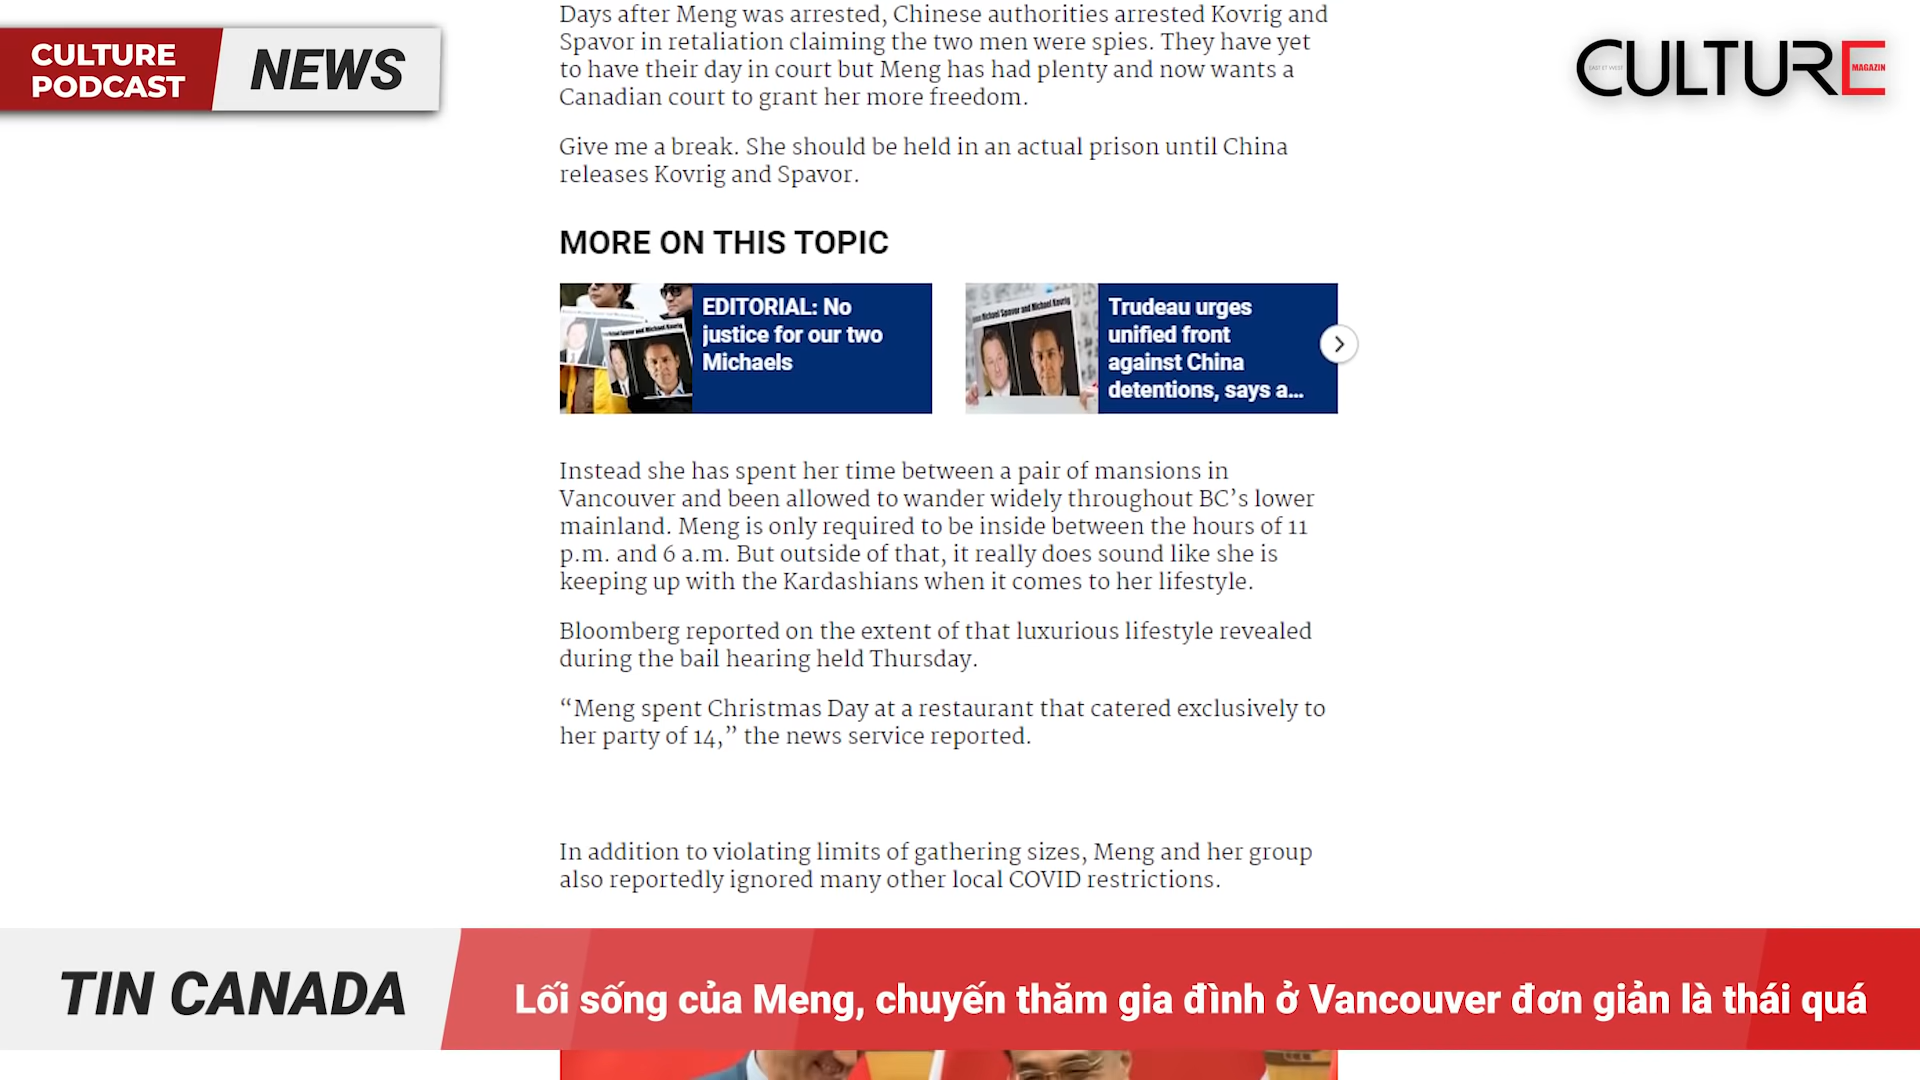 CULTURE
PODCAST
NEWS
CULTURE
EAST ET WEST
MAGAZIN
Days after Meng was arrested, Chinese authorities arrested Kovrig and
Spavor in retaliation claiming the two men were spies. They have yet
to have their day in court but Meng has had plenty and now wants a
Canadian court to grant her more freedom.
Give me a break. She should be held in an actual prison until China
releases Kovrig and Spavor.
MORE ON THIS TOPIC
EDITORIAL: No
justice for our two
Michaels
Michael Spavor and Michael Kovrig
Trudeau urges
unified front
against China
detentions, says a...
Instead she has spent her time between a pair of mansions in
Vancouver and been allowed to wander widely throughout BC’s lower
mainland. Meng is only required to be inside between the hours of 11
p.m. and 6 a.m. But outside of that, it really does sound like she is
keeping up with the Kardashians when it comes to her lifestyle.
Bloomberg reported on the extent of that luxurious lifestyle revealed
during the bail hearing held Thursday.
“Meng spent Christmas Day at a restaurant that catered exclusively to
her party of 14,” the news service reported.
In addition to violating limits of gathering sizes, Meng and her group
also reportedly ignored many other local COVID restrictions.
TIN CANADA
Lối sống của Meng, chuyến thăm gia đình ở Vancouver đơn giản là thái quá